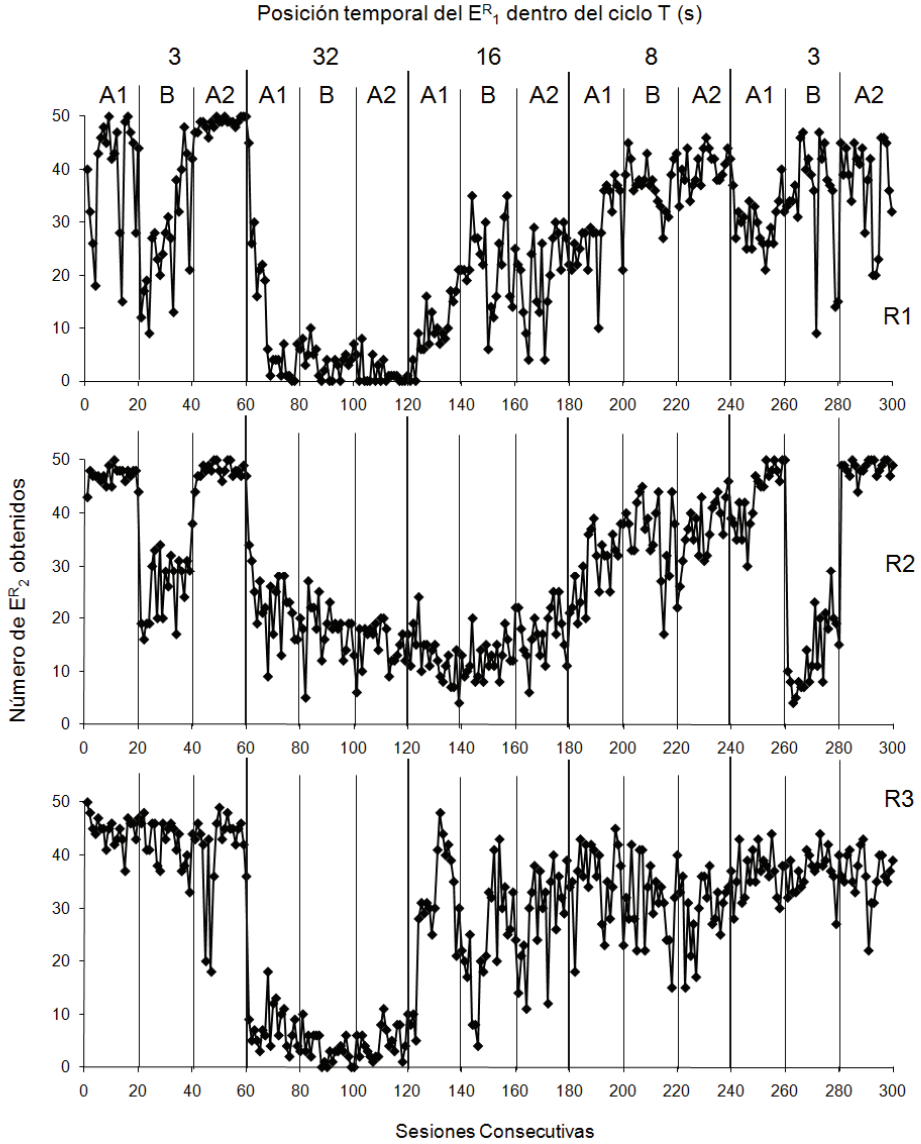 Posición temporal del E^R_1 dentro del ciclo T (s)
3 32 16 8 3
A1 B A2 A1 B A2 A1 B A2 A1 B A2 A1 B A2
50
40
30
20
10
0
R1
0 20 40 60 80 100 120 140 160 180 200 220 240 260 280 300
Número de E^R_2 obtenidos
50
40
30
20
10
0
R2
0 20 40 60 80 100 120 140 160 180 200 220 240 260 280 300
50
40
30
20
10
0
R3
0 20 40 60 80 100 120 140 160 180 200 220 240 260 280 300
Sesiones Consecutivas